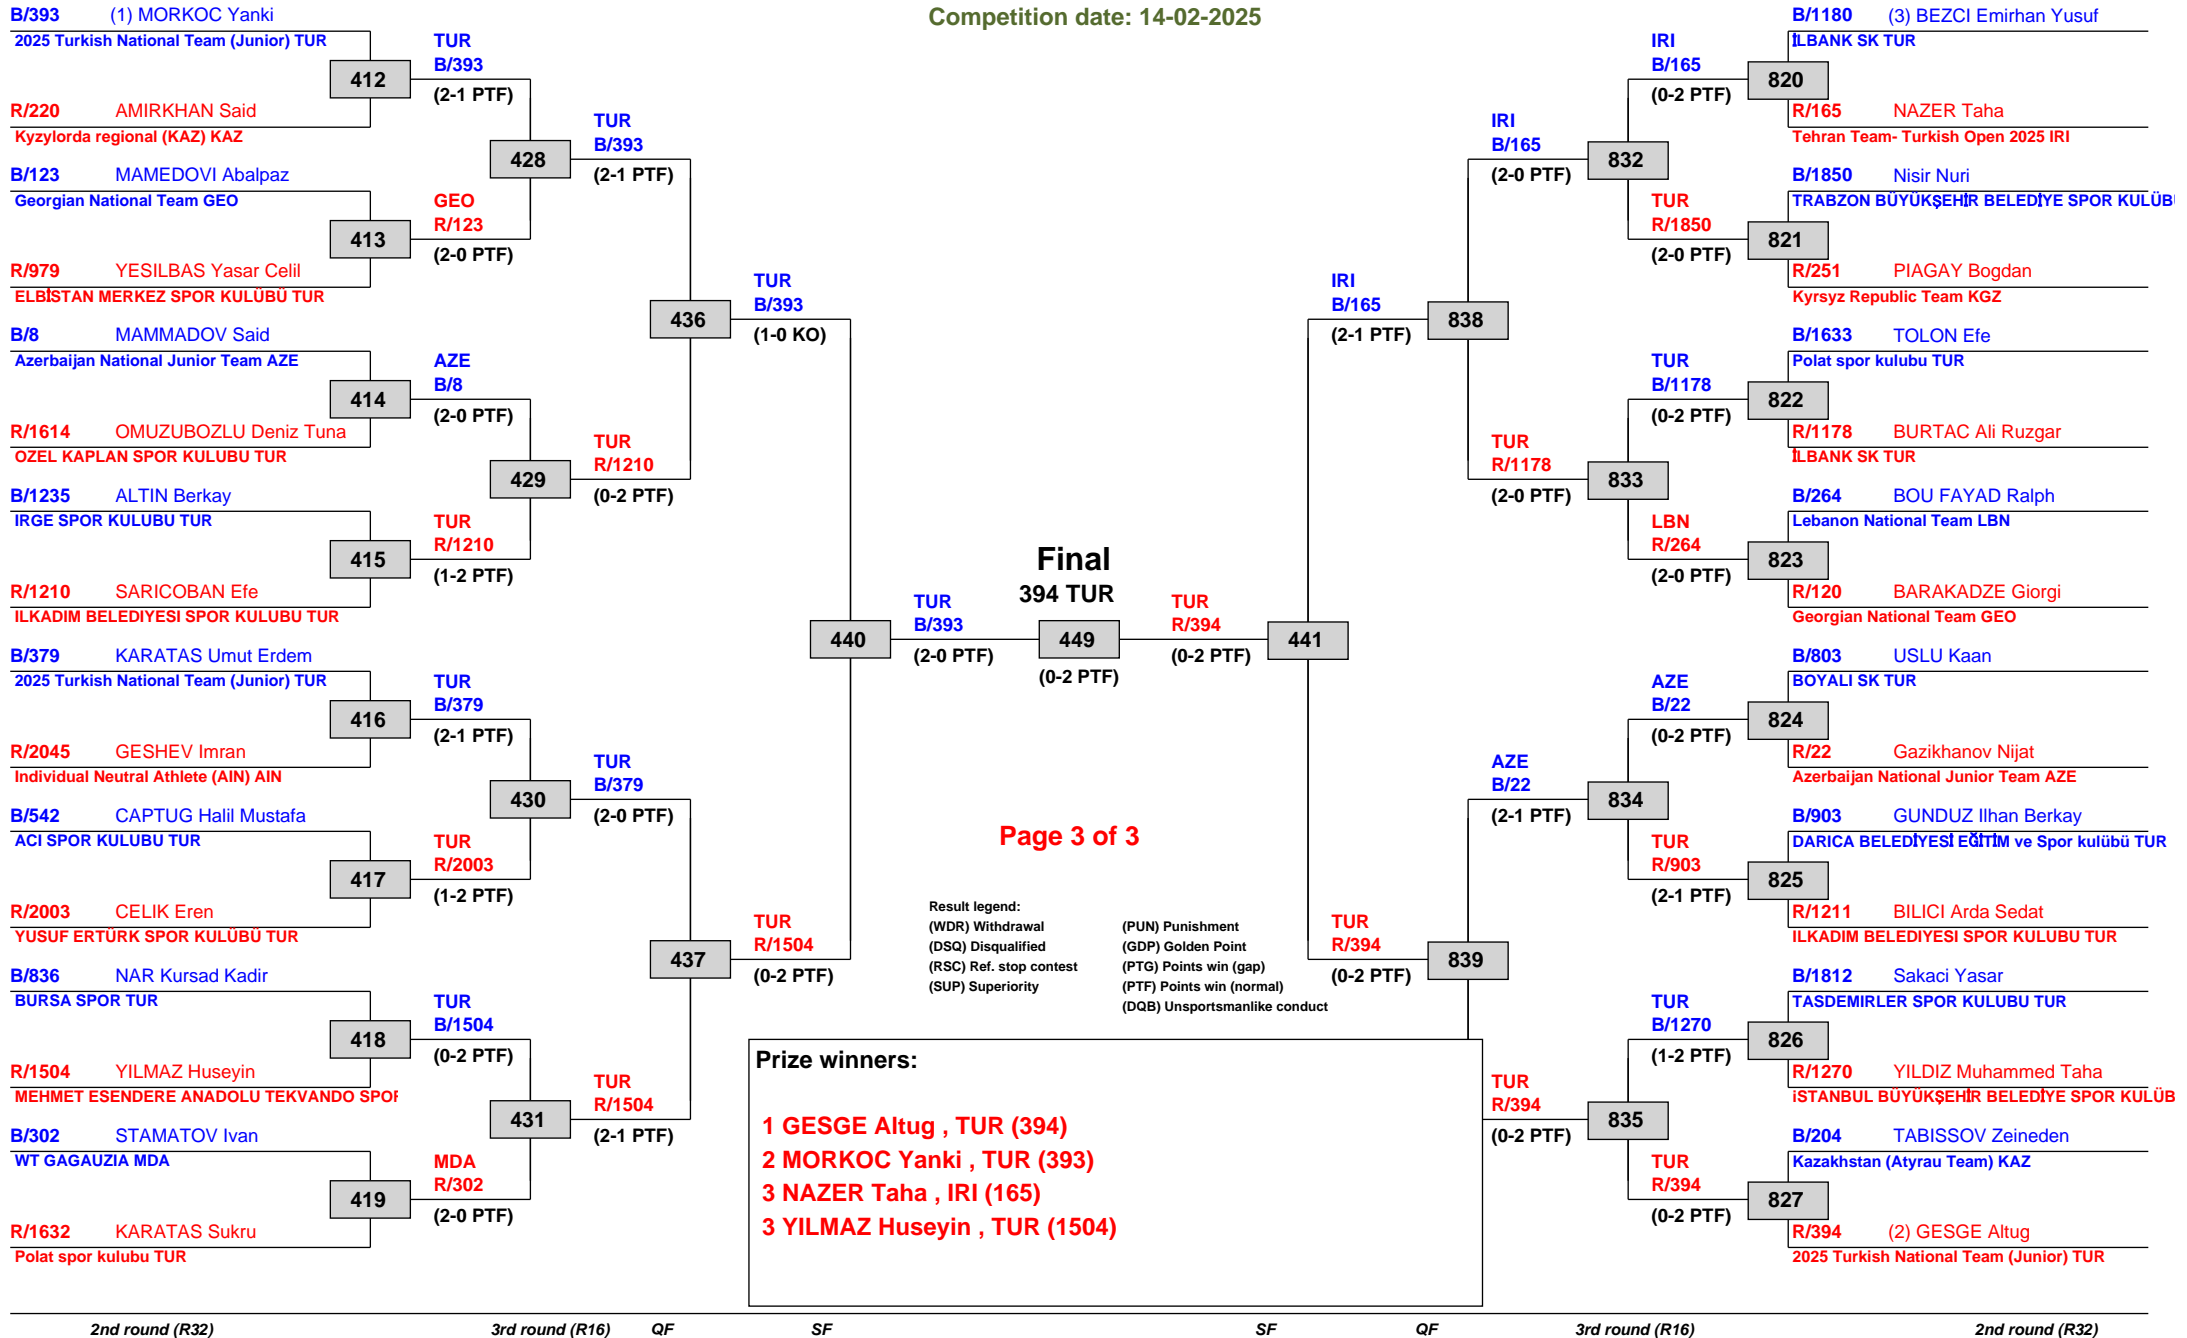 Competition date: 14-02-2025
B/393 (1) MORKOC Yanki
2025 Turkish National Team (Junior) TUR
412
R/220 AMIRKHAN Said
Kyzylorda regional (KAZ) KAZ
B/123 MAMEDOVI Abalpaz
Georgian National Team GEO
413
R/979 YESILBAS Yasar Celil
ELBİSTAN MERKEZ SPOR KULÜBÜ TUR
B/8 MAMMADOV Said
Azerbaijan National Junior Team AZE
414
R/1614 OMUZUBOZLU Deniz Tuna
OZEL KAPLAN SPOR KULUBU TUR
B/1235 ALTIN Berkay
IRGE SPOR KULUBU TUR
415
R/1210 SARICOBAN Efe
ILKADIM BELEDIYESI SPOR KULUBU TUR
B/379 KARATAS Umut Erdem
2025 Turkish National Team (Junior) TUR
416
R/2045 GESHEV Imran
Individual Neutral Athlete (AIN) AIN
B/542 CAPTUG Halil Mustafa
ACI SPOR KULUBU TUR
417
R/2003 CELIK Eren
YUSUF ERTÜRK SPOR KULÜBÜ TUR
B/836 NAR Kursad Kadir
BURSA SPOR TUR
418
R/1504 YILMAZ Huseyin
MEHMET ESENDERE ANADOLU TEKVANDO SPOR
B/302 STAMATOV Ivan
WT GAGAUZIA MDA
419
R/1632 KARATAS Sukru
Polat spor kulubu TUR
TUR
B/393
(2-1 PTF)
428
GEO
R/123
(2-0 PTF)
AZE
B/8
(2-0 PTF)
429
TUR
R/1210
(1-2 PTF)
TUR
B/379
(2-1 PTF)
430
TUR
R/2003
(1-2 PTF)
TUR
B/1504
(0-2 PTF)
431
MDA
R/302
(2-0 PTF)
TUR
B/393
(2-1 PTF)
436
TUR
R/1210
(0-2 PTF)
TUR
B/379
(2-0 PTF)
437
TUR
R/1504
(2-1 PTF)
TUR
B/393
(1-0 KO)
440
TUR
R/1504
(0-2 PTF)
TUR
B/393
(2-0 PTF)
Final
394 TUR
449
(0-2 PTF)
TUR
R/394
(0-2 PTF)
441
IRI
B/165
(2-1 PTF)
838
TUR
R/394
(0-2 PTF)
839
IRI
B/165
(2-0 PTF)
832
TUR
R/1178
(2-0 PTF)
833
AZE
B/22
(2-1 PTF)
834
TUR
R/394
(0-2 PTF)
835
IRI
B/165
(0-2 PTF)
TUR
R/1850
(2-0 PTF)
TUR
B/1178
(0-2 PTF)
LBN
R/264
(2-0 PTF)
AZE
B/22
(0-2 PTF)
TUR
R/903
(2-1 PTF)
TUR
B/1270
(1-2 PTF)
TUR
R/394
(0-2 PTF)
B/1180 (3) BEZCI Emirhan Yusuf
İLBANK SK TUR
820
R/165 NAZER Taha
Tehran Team- Turkish Open 2025 IRI
B/1850 Nisir Nuri
TRABZON BÜYÜKŞEHİR BELEDİYE SPOR KULÜB
821
R/251 PIAGAY Bogdan
Kyrsyz Republic Team KGZ
B/1633 TOLON Efe
Polat spor kulubu TUR
822
R/1178 BURTAC Ali Ruzgar
İLBANK SK TUR
B/264 BOU FAYAD Ralph
Lebanon National Team LBN
823
R/120 BARAKADZE Giorgi
Georgian National Team GEO
B/803 USLU Kaan
BOYALI SK TUR
824
R/22 Gazikhanov Nijat
Azerbaijan National Junior Team AZE
B/903 GUNDUZ Ilhan Berkay
DARICA BELEDİYESİ EĞİTİM ve Spor kulübü TUR
825
R/1211 BILICI Arda Sedat
ILKADIM BELEDIYESI SPOR KULUBU TUR
B/1812 Sakaci Yasar
TASDEMIRLER SPOR KULUBU TUR
826
R/1270 YILDIZ Muhammed Taha
iSTANBUL BÜYÜKŞEHİR BELEDİYE SPOR KULÜB
B/204 TABISSOV Zeineden
Kazakhstan (Atyrau Team) KAZ
827
R/394 (2) GESGE Altug
2025 Turkish National Team (Junior) TUR
Page 3 of 3
Result legend:
(WDR) Withdrawal (PUN) Punishment
(DSQ) Disqualified (GDP) Golden Point
(RSC) Ref. stop contest (PTG) Points win (gap)
(SUP) Superiority (PTF) Points win (normal)
(DQB) Unsportsmanlike conduct
Prize winners:
1 GESGE Altug , TUR (394)
2 MORKOC Yanki , TUR (393)
3 NAZER Taha , IRI (165)
3 YILMAZ Huseyin , TUR (1504)
2nd round (R32) 3rd round (R16) QF SF SF QF 3rd round (R16) 2nd round (R32)